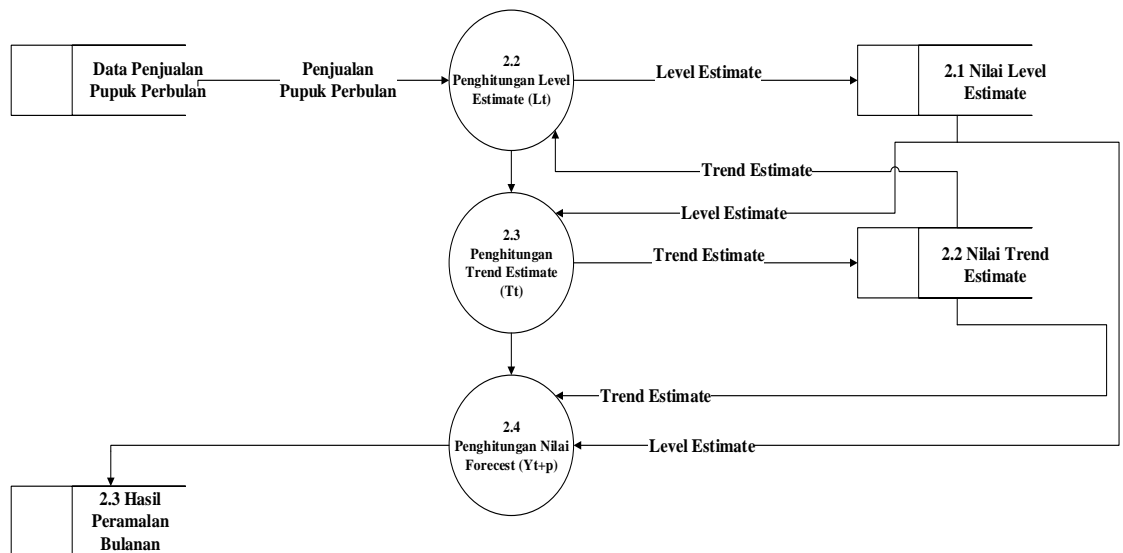 Data Penjualan
Pupuk Perbulan
Penjualan
Pupuk Perbulan
2.2
Penghitungan Level
Estimate (Lt)
Level Estimate
2.1 Nilai Level
Estimate
Trend Estimate
Level Estimate
2.3
Penghitungan
Trend Estimate
(Tt)
Trend Estimate
2.2 Nilai Trend
Estimate
Trend Estimate
2.4
Penghitungan Nilai
Forecest (Yt+p)
Level Estimate
2.3 Hasil
Peramalan
Bulanan